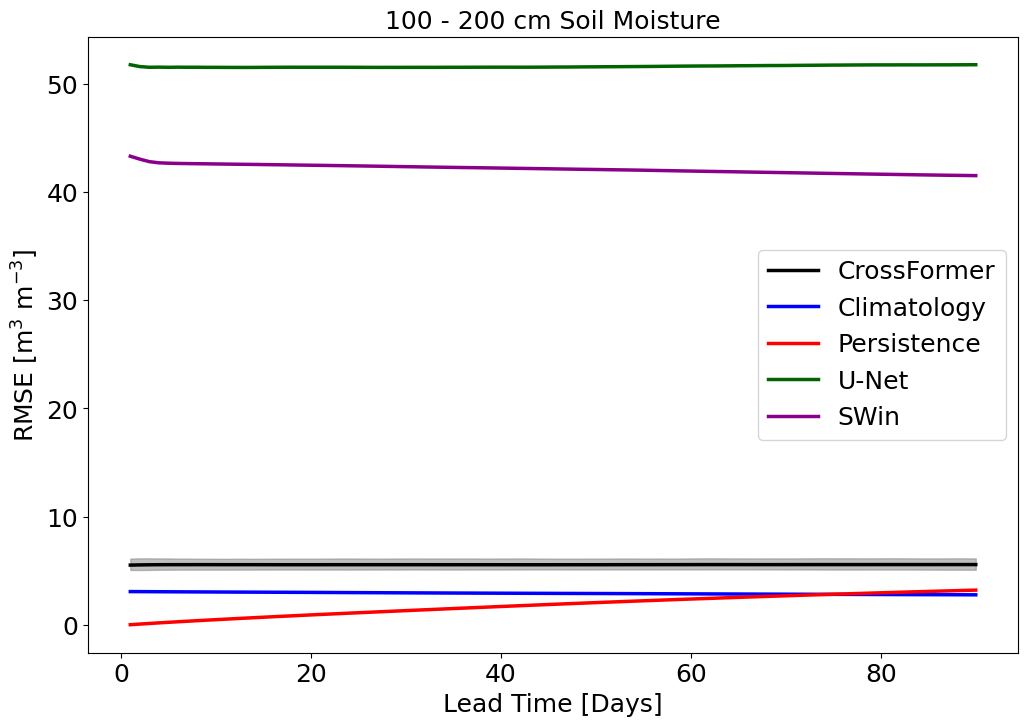 100 - 200 cm Soil Moisture
RMSE [m³ m⁻³]
50
40
30
20
10
0
CrossFormer
Climatology
Persistence
U-Net
SWin
0 20 40 60 80
Lead Time [Days]